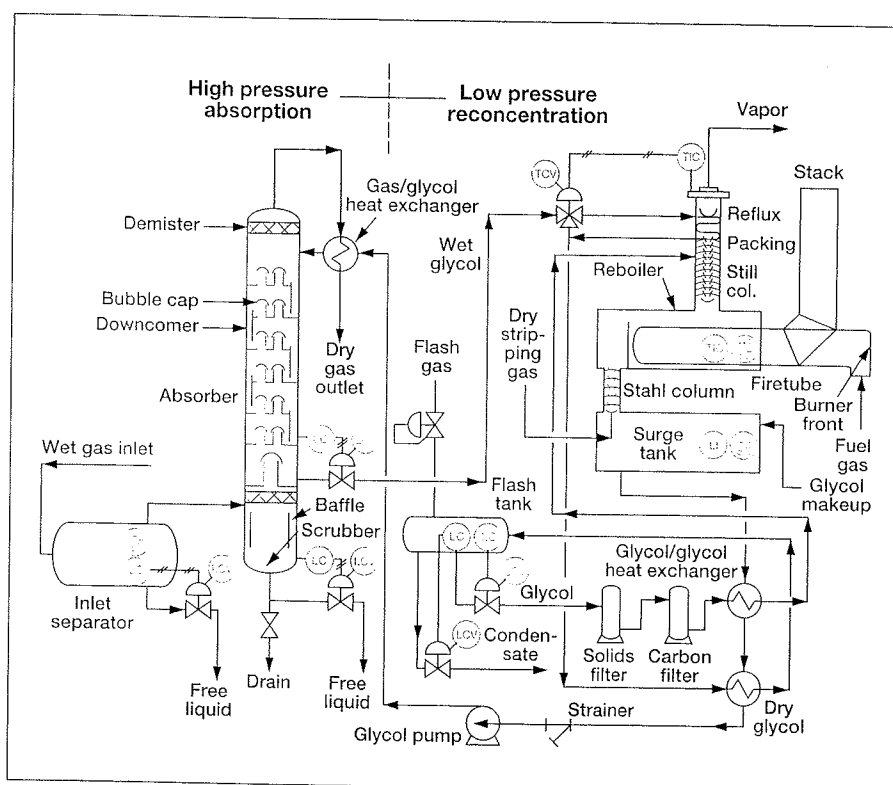 High pressure
absorption
Low pressure
reconcentration
Vapor
TIC
TCV
Stack
Gas/glycol
heat exchanger
Demister
Reflux
Wet
glycol
Packing
Reboiler
Still
col.
Bubble cap
Downcomer
Dry
strip-
ping
gas
Dry
gas
outlet
Flash
gas
Stahl column
Firetube
Absorber
Burner
front
Surge
tank
Fuel
gas
Wet gas inlet
Flash
tank
Glycol
makeup
Baffle
Scrubber
LC
LC
Glycol/glycol
heat exchanger
Inlet
separator
Glycol
LCV
Conden-
sate
Solids
filter
Carbon
filter
Free
liquid
Drain
Free
liquid
Strainer
Dry
glycol
Glycol pump